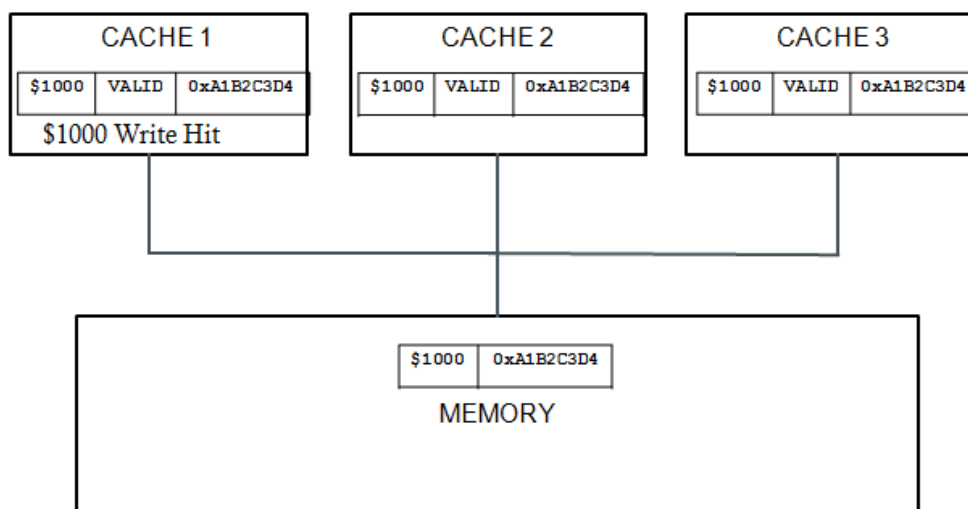 CACHE 1
CACHE 2
CACHE 3
$1000 VALID 0xA1B2C3D4
$1000 VALID 0xA1B2C3D4
$1000 VALID 0xA1B2C3D4
$1000 Write Hit
$1000 0xA1B2C3D4
MEMORY